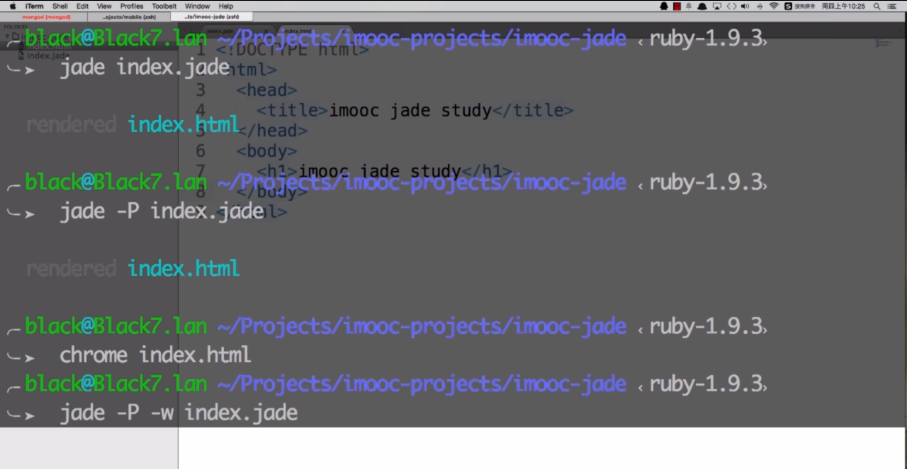 iTerm Shell Edit View Profiles Toolbelt Window Help 搜狗拼音 周四上午10:25
mongod (mongod) ..ojects/mobile (zsh) ..ts/imooc-jade (zsh)
black@Black7.lan ~/Projects/imooc-projects/imooc-jade ‹ruby-1.9.3›
1 <!DOCTYPE html>
jade index.jade
html>
index.jade
3 <head>
4 <title>imooc jade study</title>
rendered index.html
</head>
6 <body>
7 <h1>imooc jade study</h1>
black@Black7.lan ~/Projects/imooc-projects/imooc-jade ‹ruby-1.9.3›
8 </body>
jade -P index.jade
rendered index.html
black@Black7.lan ~/Projects/imooc-projects/imooc-jade ‹ruby-1.9.3›
chrome index.html
black@Black7.lan ~/Projects/imooc-projects/imooc-jade ‹ruby-1.9.3›
jade -P -w index.jade